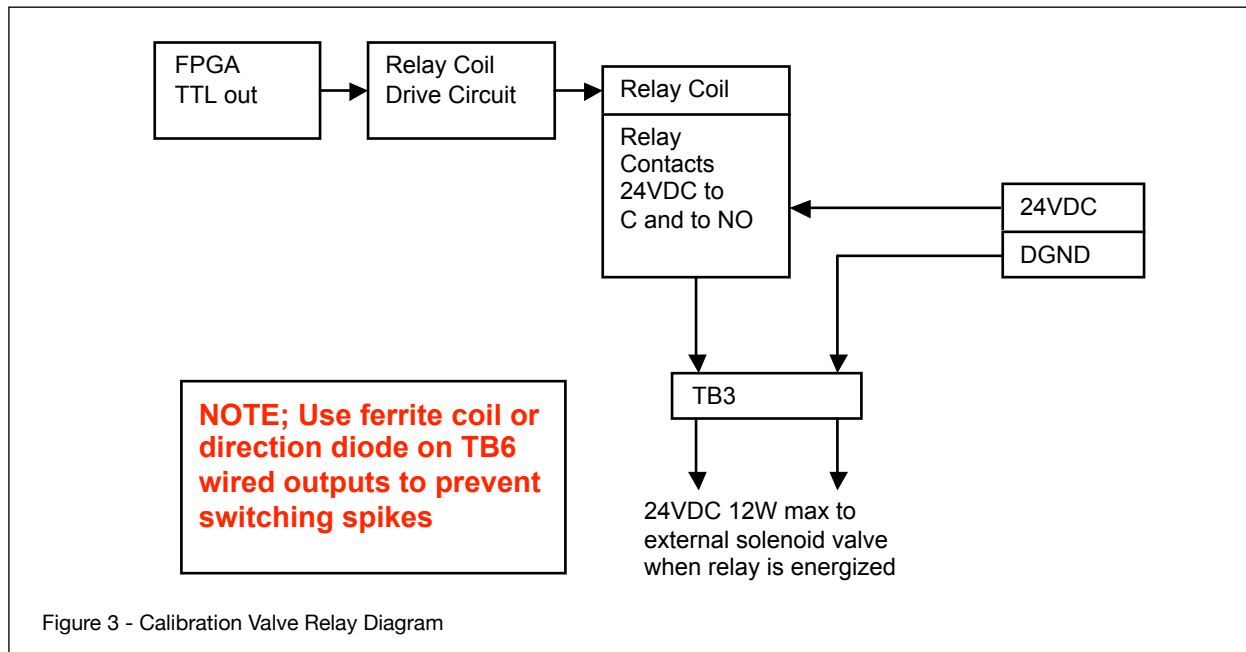 FPGA
TTL out
Relay Coil
Drive Circuit
Relay Coil
Relay
Contacts
24VDC to
C and to NO
24VDC
DGND
TB3
NOTE; Use ferrite coil or
direction diode on TB6
wired outputs to prevent
switching spikes
24VDC 12W max to
external solenoid valve
when relay is energized
Figure 3 - Calibration Valve Relay Diagram